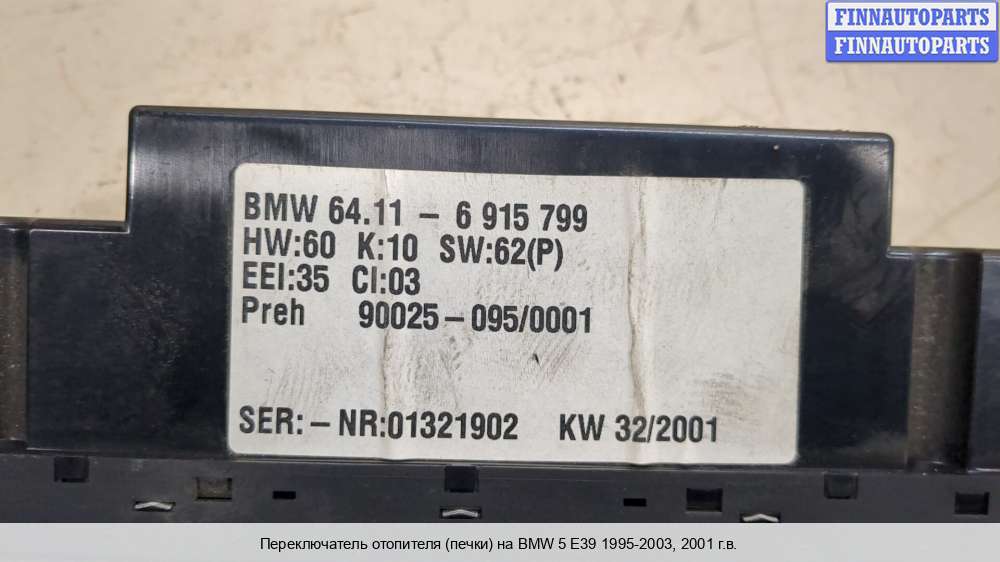 FINNAUTOPARTS
FINNAUTOPARTS
BMW 64.11 – 6 915 799
HW:60 K:10 SW:62(P)
EEI:35 CI:03
Preh 90025–095/0001
SER:–NR:01321902 KW 32/2001
Переключатель отопителя (печки) на BMW 5 E39 1995-2003, 2001 г.в.